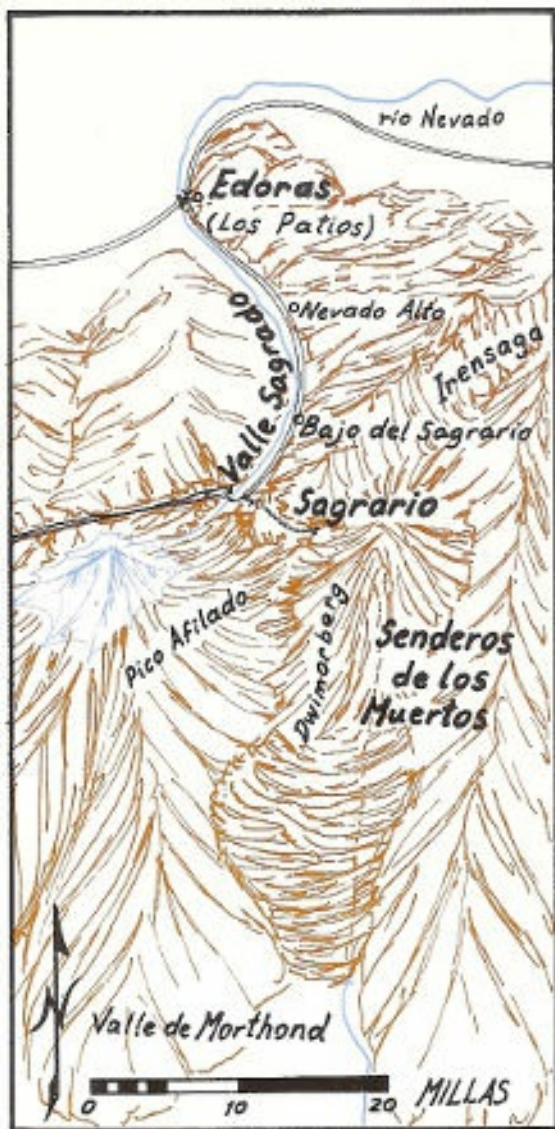 río Nevado
Edoras
(Los Patios)
Nevado Alto
Irensaga
Valle Sagrado
Bajo del Sagrario
Sagrario
Pico Afilado
Dwimorberg
Senderos
de los
Muertos
N
Valle de Morthond
0 10 20 MILLAS